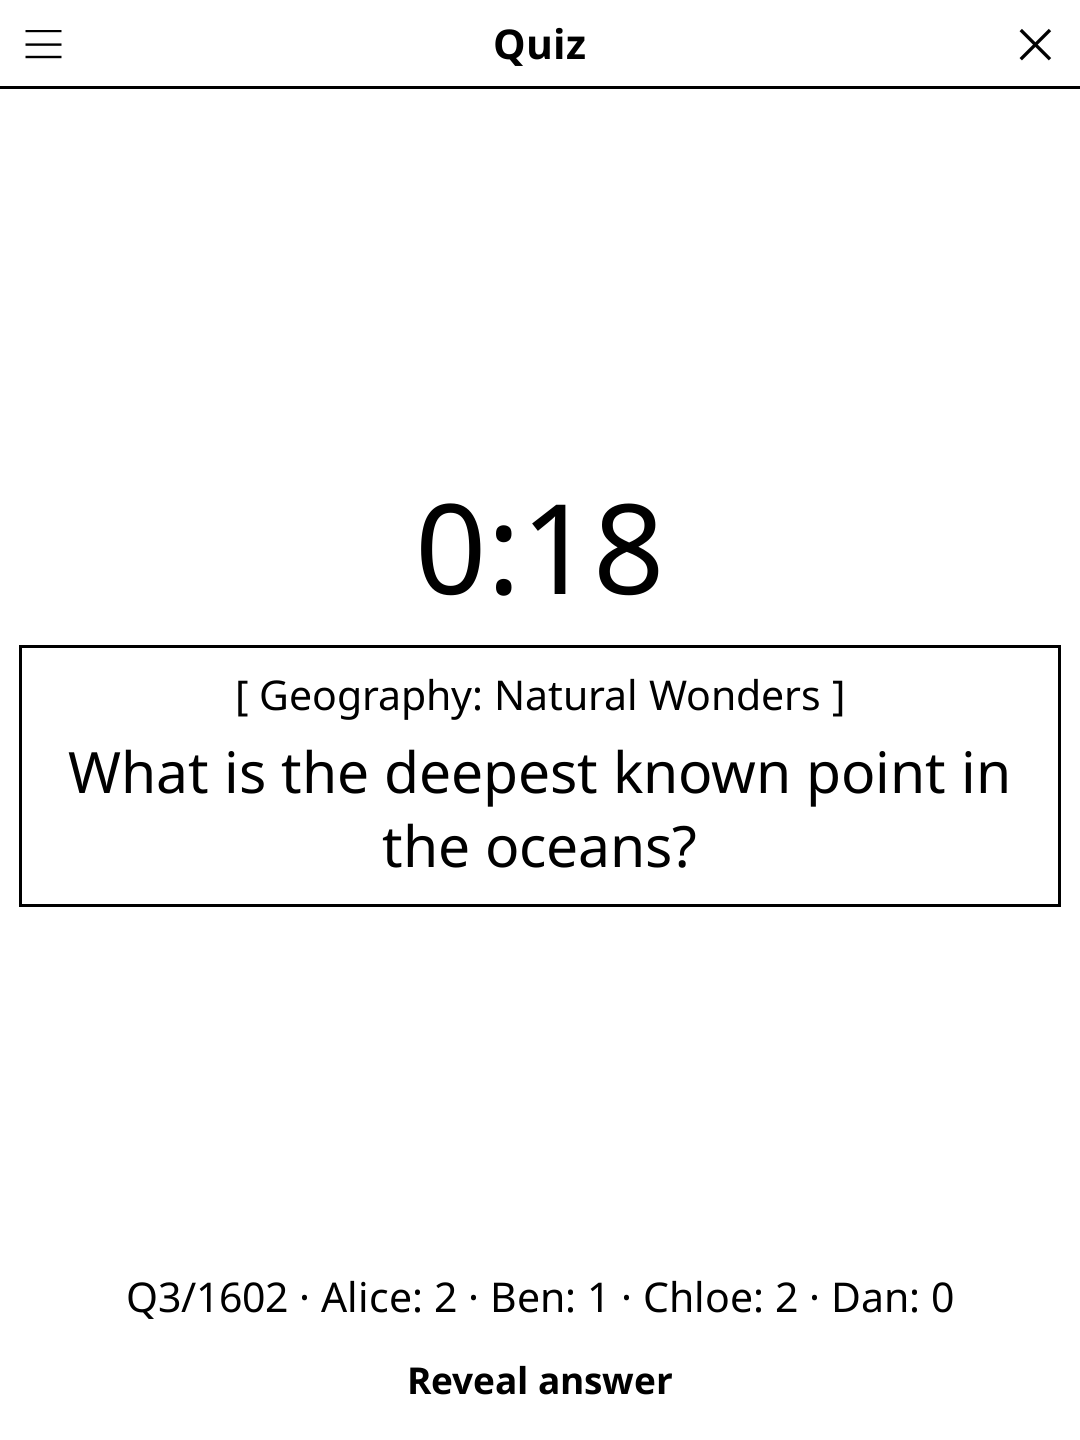 Quiz
0:18
[ Geography: Natural Wonders ]
What is the deepest known point in
the oceans?
Q3/1602 · Alice: 2 · Ben: 1 · Chloe: 2 · Dan: 0
Reveal answer